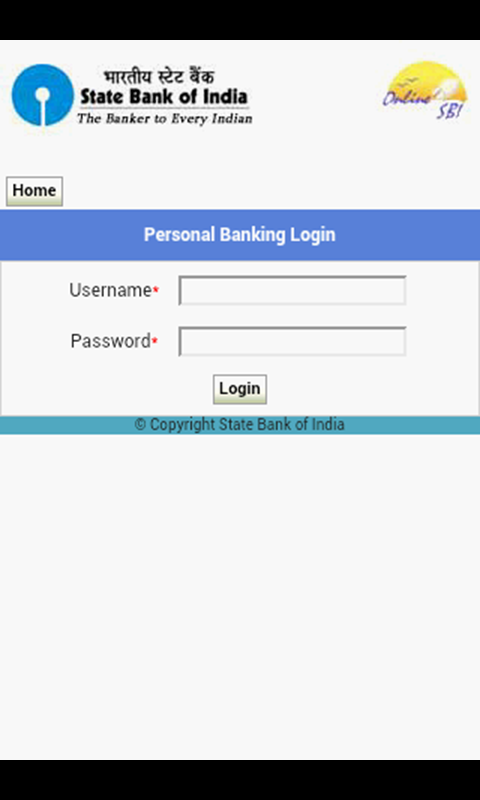 भारतीय स्टेट बैंक
State Bank of India
The Banker to Every Indian
Online
SBI
Home
Personal Banking Login
Username*
Password*
Login
© Copyright State Bank of India